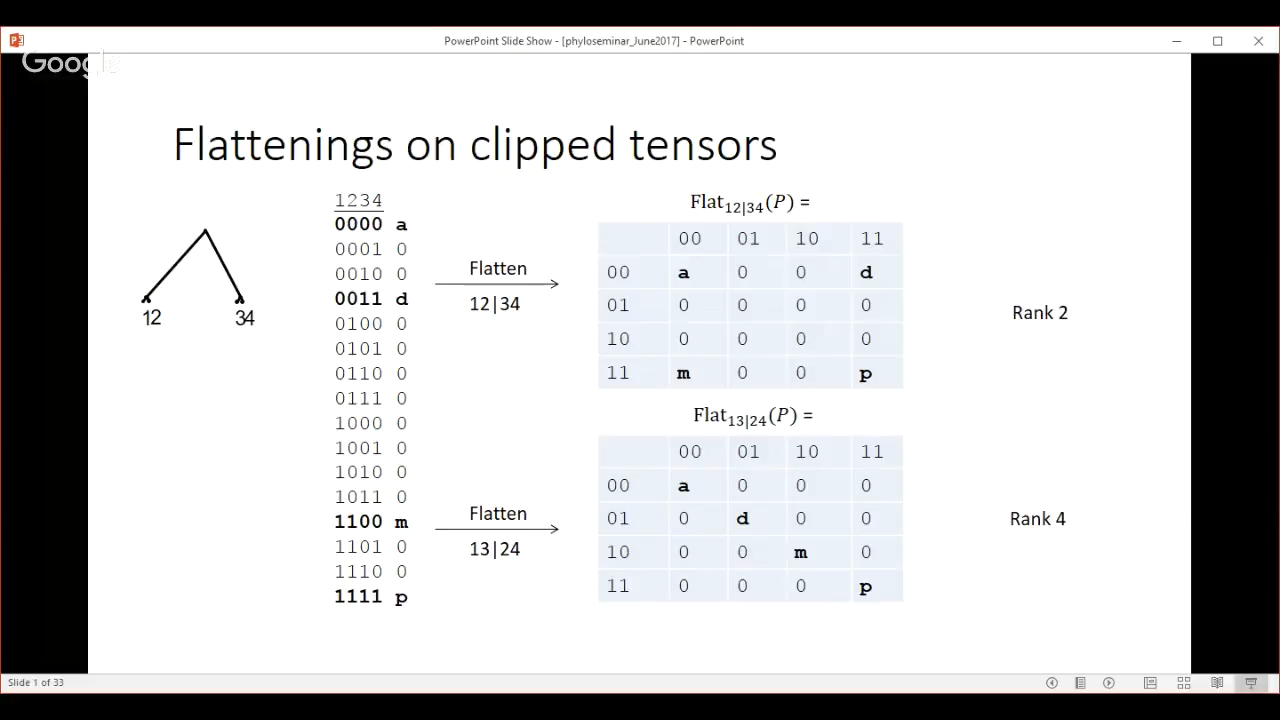 PowerPoint Slide Show - [phyloseminar_June2017] - PowerPoint
Google
Flattenings on clipped tensors
12
34
1234
0000 a
0001 0
0010 0
0011 d
0100 0
0101 0
0110 0
0111 0
1000 0
1001 0
1010 0
1011 0
1100 m
1101 0
1110 0
1111 p
Flatten
12|34
Flatten
13|24
Flat12|34(P) =
00 01 10 11
00 a 0 0 d
01 0 0 0 0
10 0 0 0 0
11 m 0 0 p
Rank 2
Flat13|24(P) =
00 01 10 11
00 a 0 0 0
01 0 d 0 0
10 0 0 m 0
11 0 0 0 p
Rank 4
Slide 1 of 33